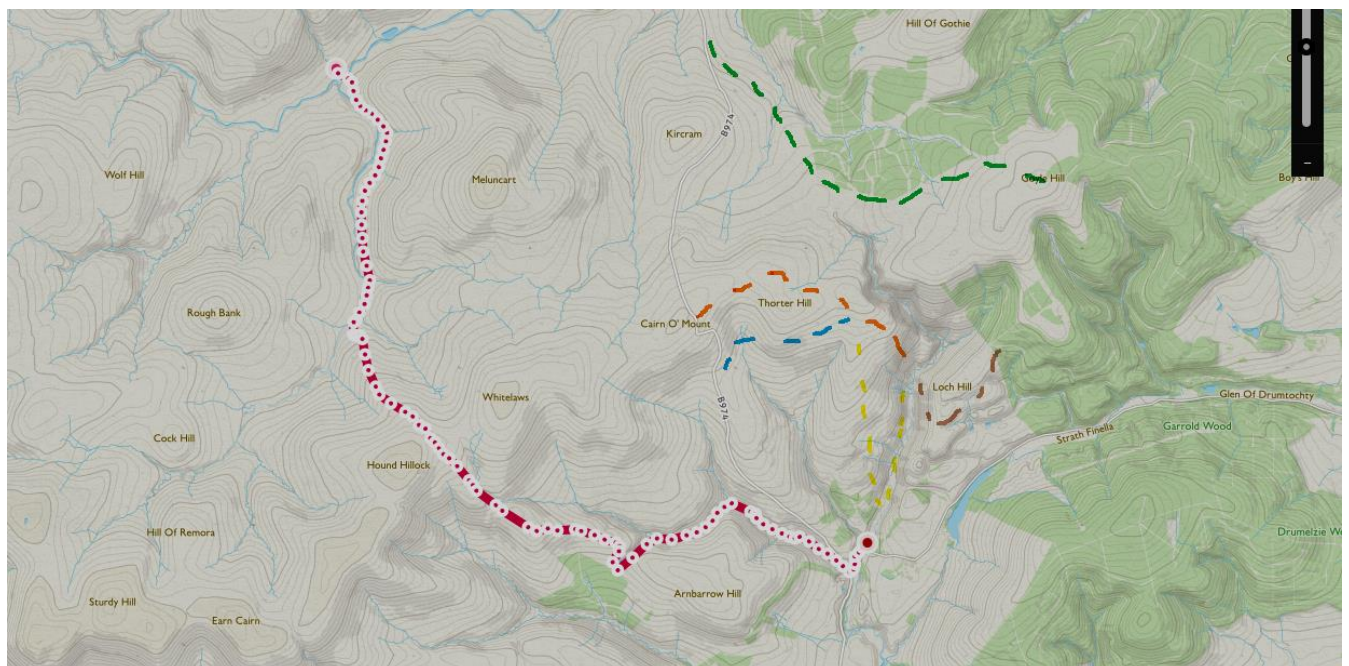 Hill Of Gothie
Kircram
B974
Wolf Hill
Meluncart
Goyle Hill
Boy's Hill
Thorter Hill
Rough Bank
Cairn O' Mount
Loch Hill
Whitelaws
Glen Of Drumtochty
B974
Garrold Wood
Strath Finella
Cock Hill
Hound Hillock
Hill Of Remora
Drumelzie
Arnbarrow Hill
Sturdy Hill
Earn Cairn